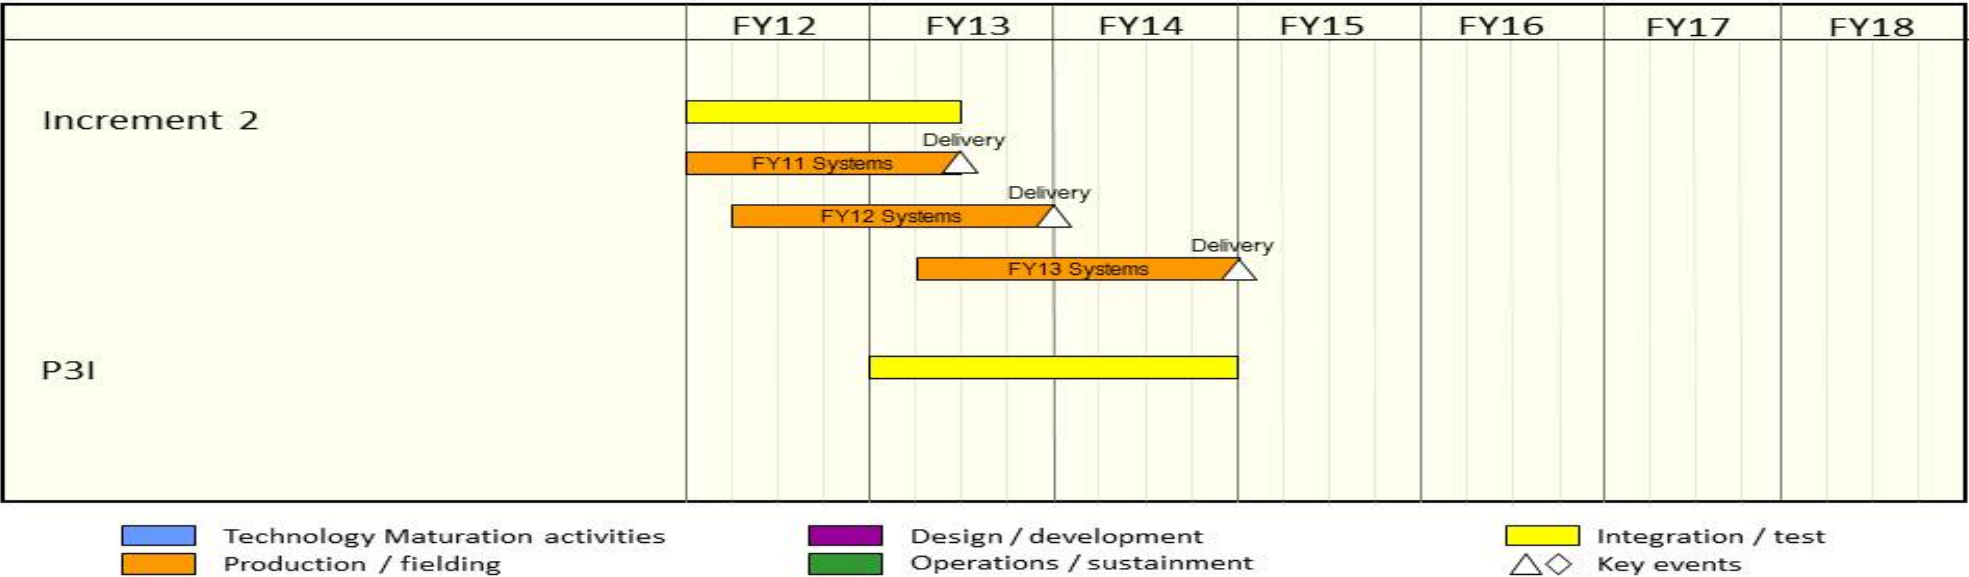 FY12 FY13 FY14 FY15 FY16 FY17 FY18
Increment 2
Delivery
FY11 Systems
Delivery
FY12 Systems
Delivery
FY13 Systems
P3I
Technology Maturation activities Design / development Integration / test
Production / fielding Operations / sustainment Key events